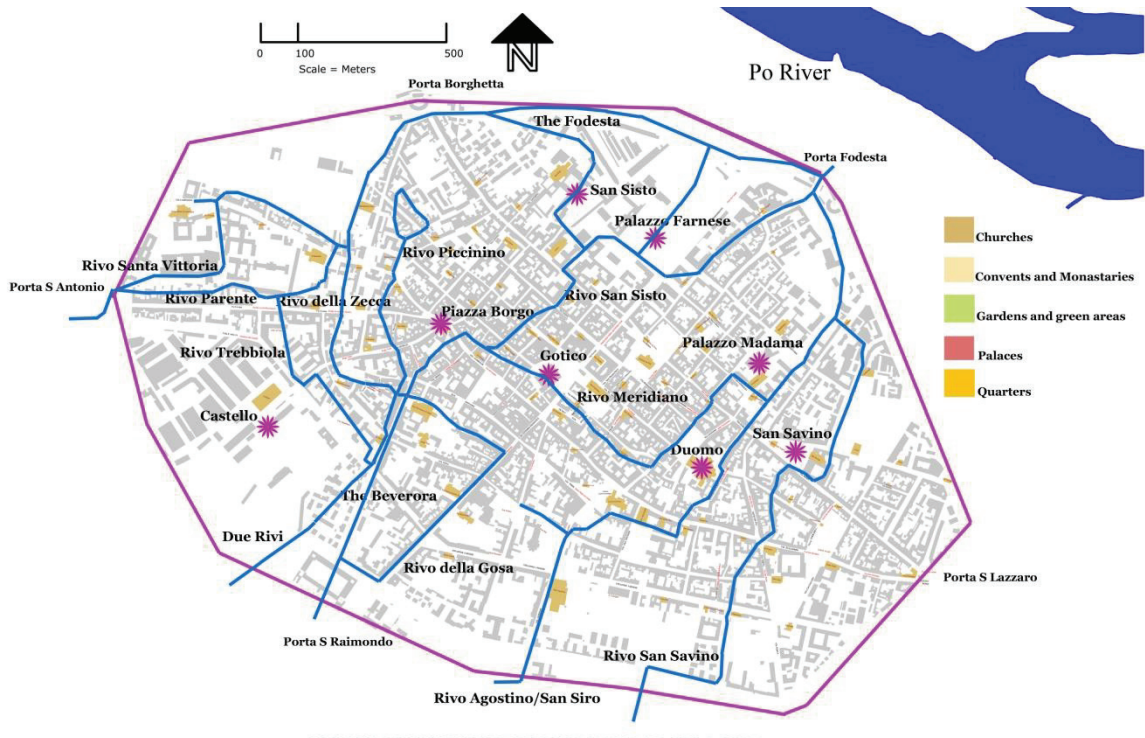 0 100 500
Scale = Meters
N
Po River
Porta Borghetta
The Fodesta
Porta Fodesta
San Sisto
Palazzo Farnese
Churches
Rivo Piccinino
Rivo Santa Vittoria
Convents and Monastaries
Porta S Antonio
Rivo Parente
Rivo della Zecca
Rivo San Sisto
Piazza Borgo
Gardens and green areas
Rivo Trebbiola
Palazzo Madama
Gotico
Palaces
Rivo Meridiano
Quarters
Castello
San Savino
Duomo
The Beverora
Due Rivi
Rivo della Gosa
Porta S Lazzaro
Porta S Raimondo
Rivo San Savino
Rivo Agostino/San Siro